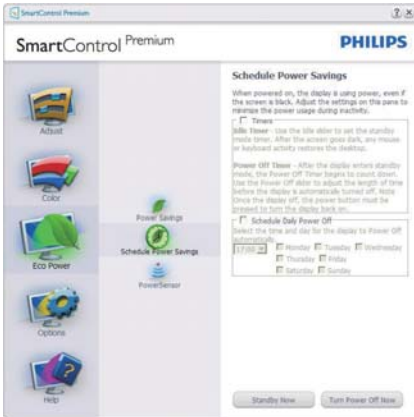 SmartControl Premium
SmartControl Premium
PHILIPS
Adjust
Color
Eco Power
Options
Help
Power Savings
Schedule Power Savings
PowerSensor
Schedule Power Savings
When powered on, the display is using power, even if
the screen is black. Adjust the settings on this pane to
minimize the power usage during inactivity.
Timers
Idle Timer - Use the Idle slider to set the standby
mode timer. After the screen goes dark, any mouse
or keyboard activity restores the desktop.
Power Off Timer - After the display enters standby
mode, the Power Off Timer begins to count down.
Use the Power Off slider to adjust the length of time
before the display is automatically turned off. Note
Once the display off, the power button must be
pressed to turn the display back on.
Schedule Daily Power Off
Select the time and day for the display to Power Off
automatically.
17:00 Monday Tuesday Wednesday
Thursday Friday
Saturday Sunday
Standby Now Turn Power Off Now